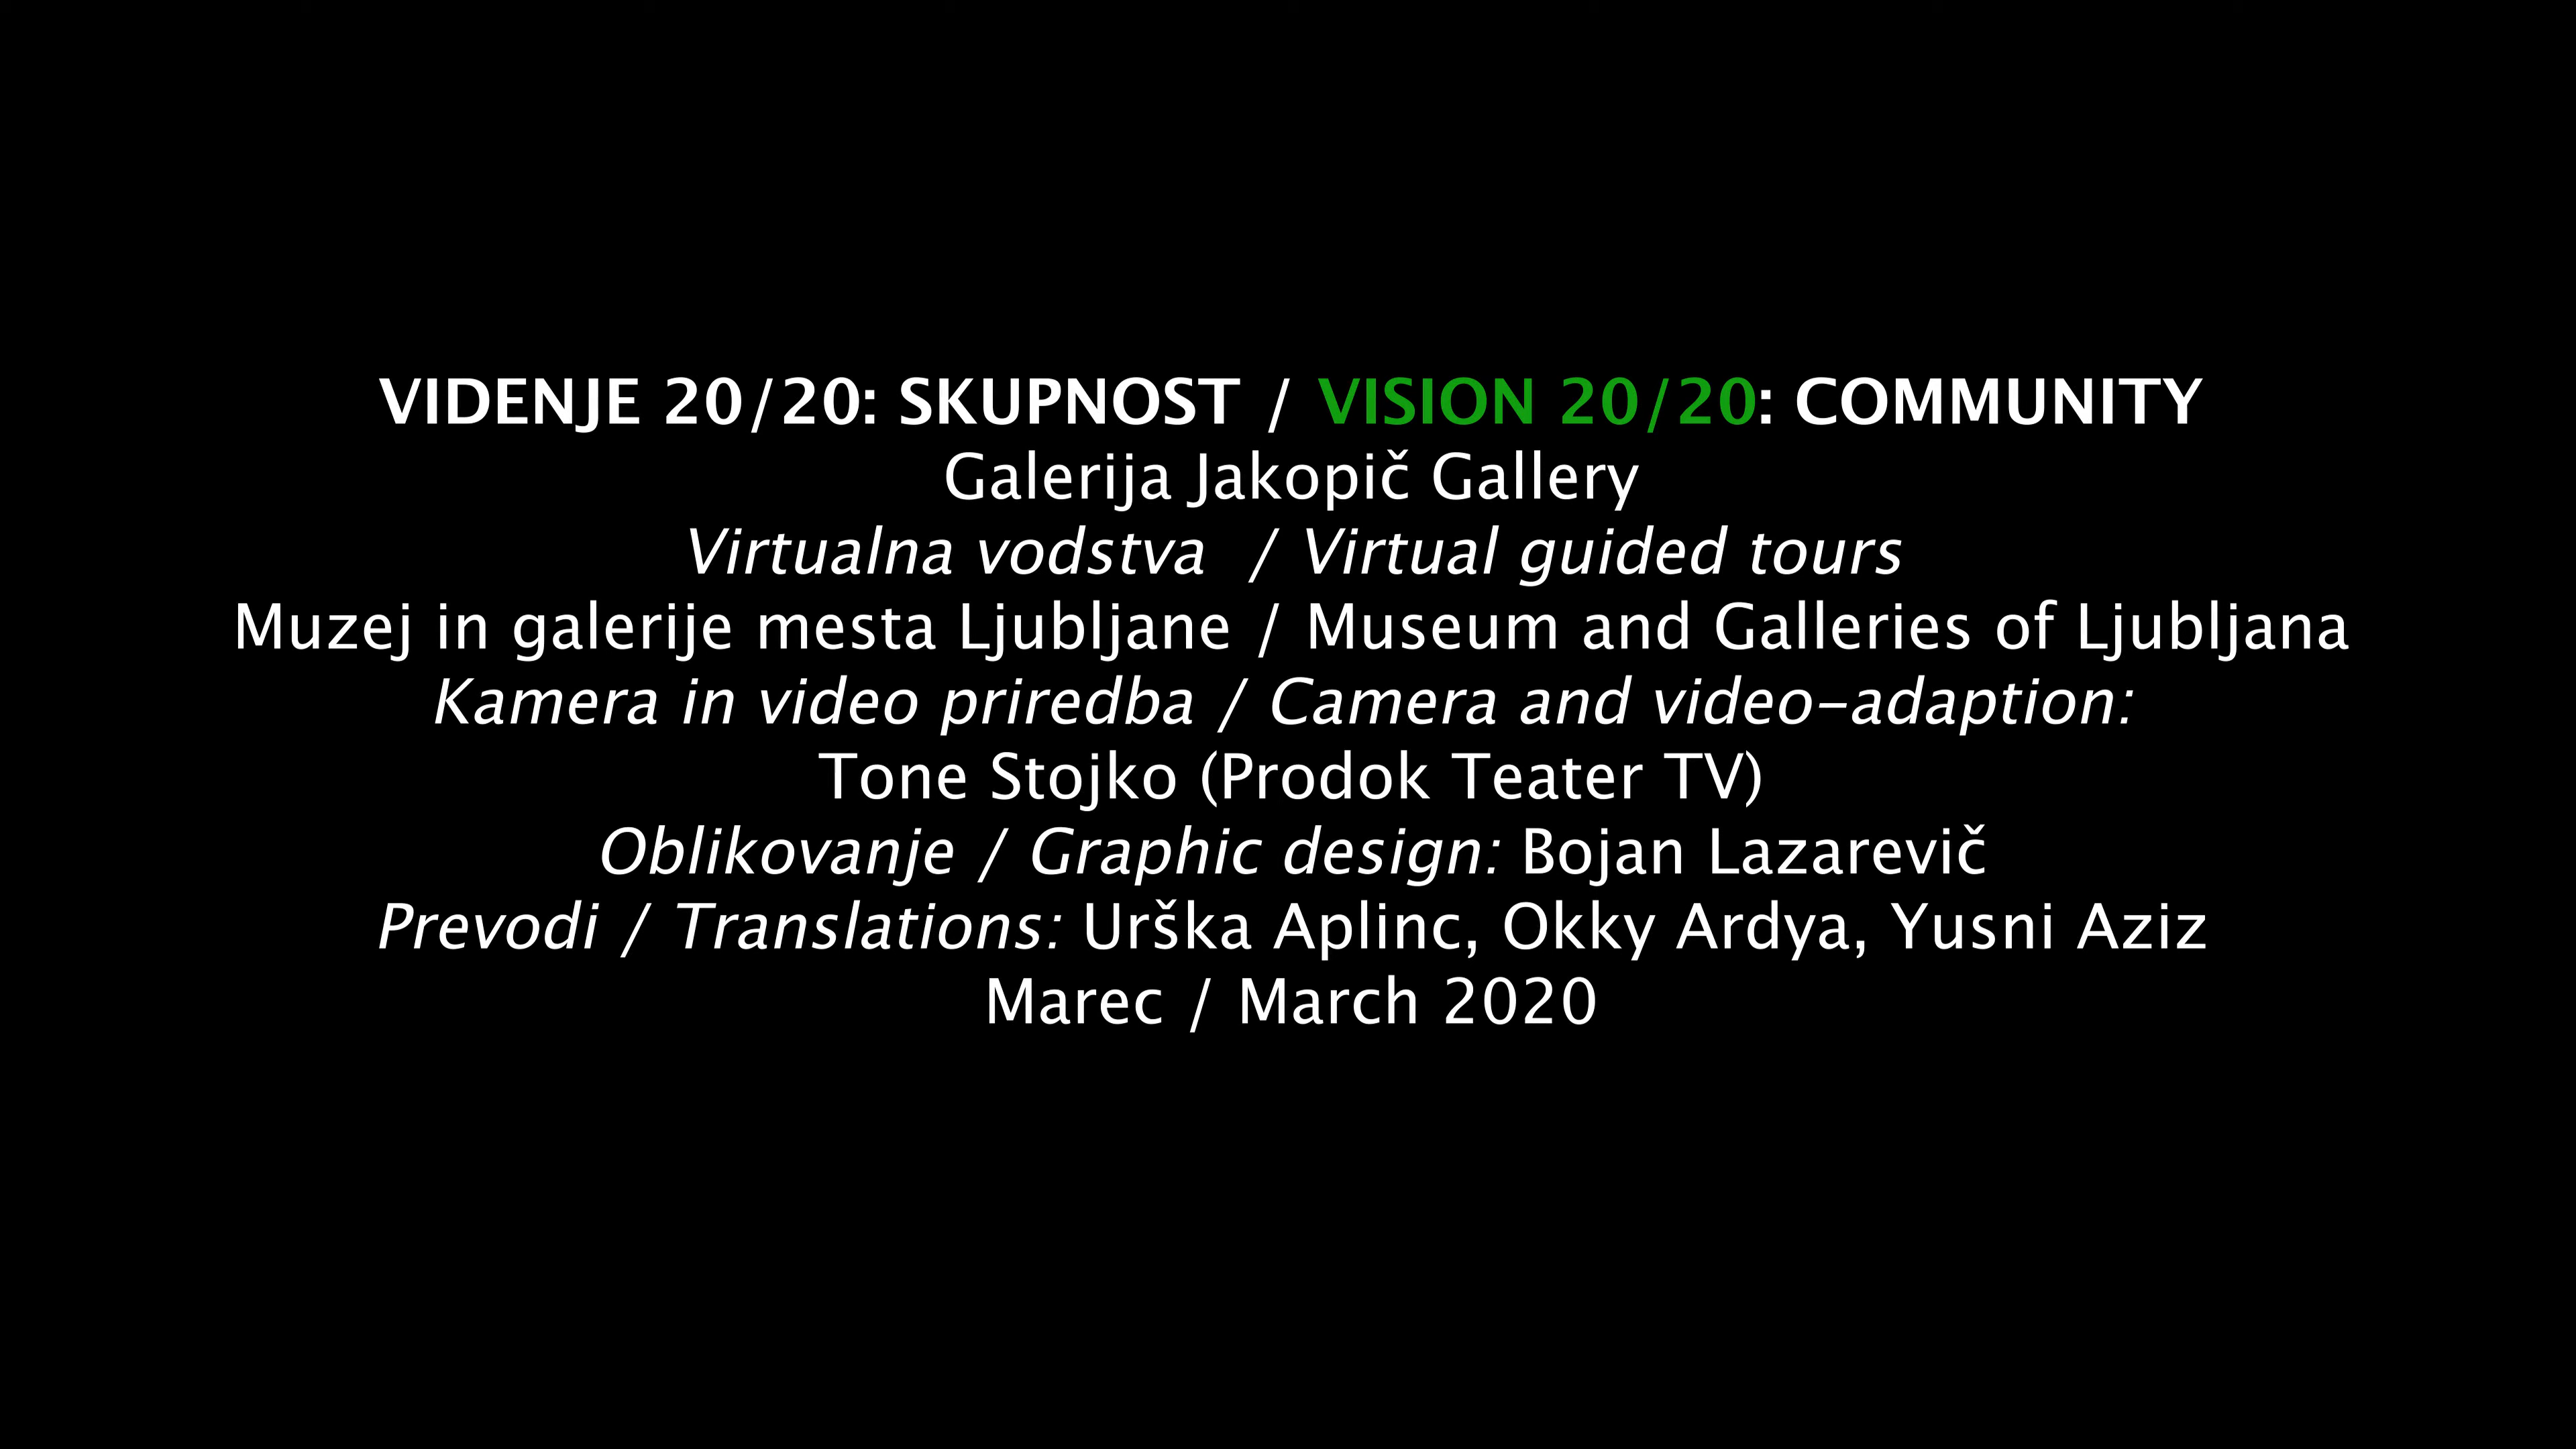 VIDENJE 20/20: SKUPNOST / VISION 20/20: COMMUNITY
Galerija Jakopič Gallery
Virtualna vodstva / Virtual guided tours
Muzej in galerije mesta Ljubljane / Museum and Galleries of Ljubljana
Kamera in video priredba / Camera and video-adaption:
Tone Stojko (Prodok Teater TV)
Oblikovanje / Graphic design: Bojan Lazarevič
Prevodi / Translations: Urška Aplinc, Okky Ardya, Yusni Aziz
Marec / March 2020